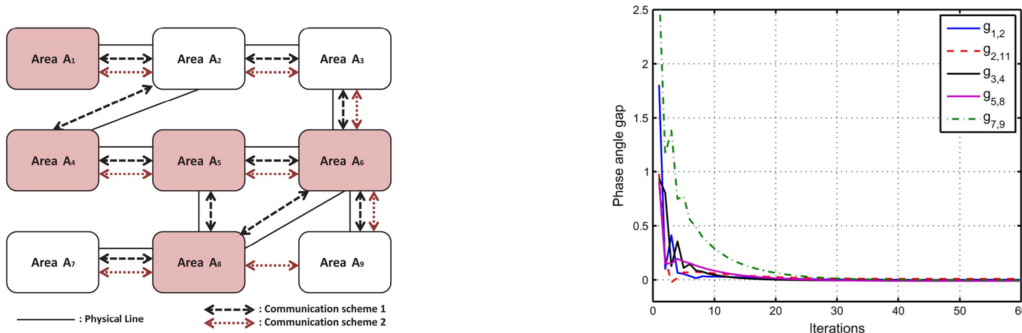 Area A1
Area A2
Area A3
Area A4
Area A5
Area A6
Area A7
Area A8
Area A9
: Physical Line
: Communication scheme 1
: Communication scheme 2
2.5
2
1.5
1
0.5
0
0 10 20 30 40 50 60
Phase angle gap
Iterations
g1,2
g2,11
g3,4
g5,8
g7,9